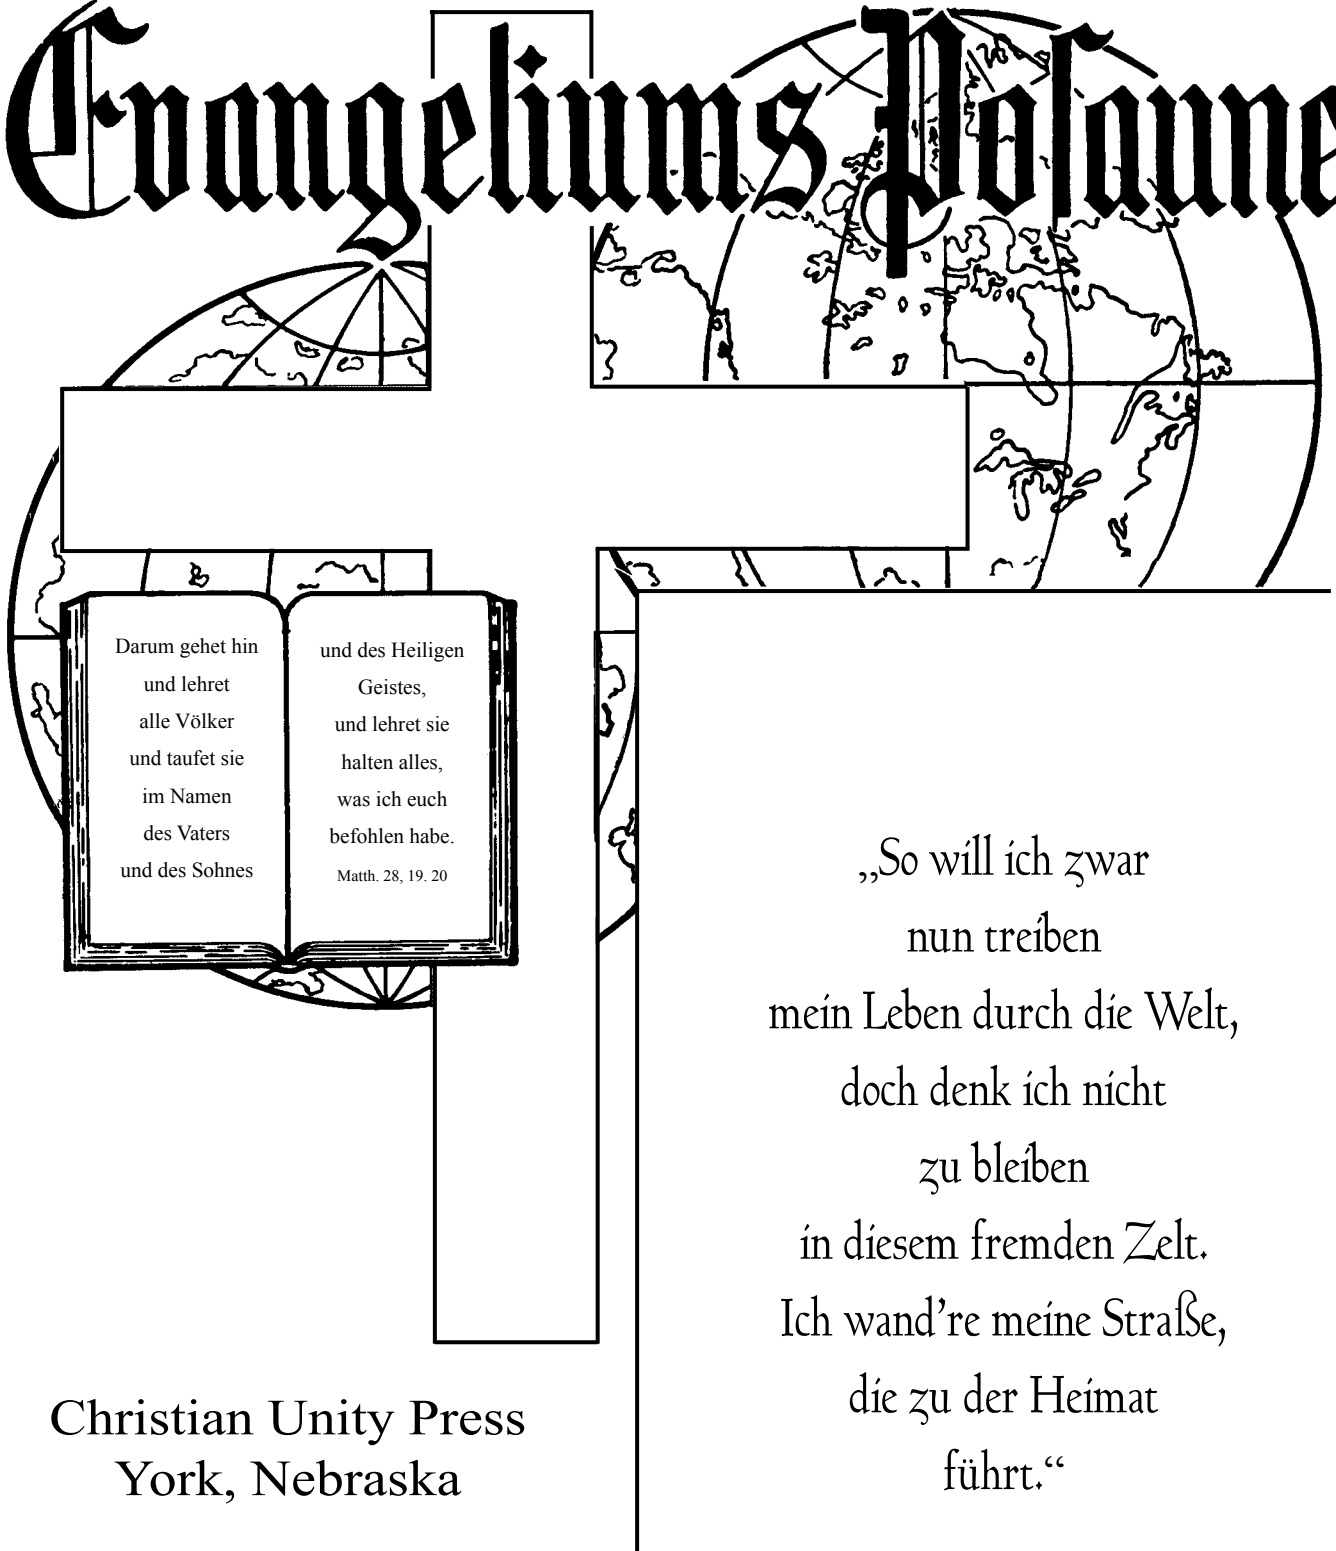 Evangeliums Posaune
Darum gehet hin
und lehret
alle Völker
und taufet sie
im Namen
des Vaters
und des Sohnes
und des Heiligen
Geistes,
und lehret sie
halten alles,
was ich euch
befohlen habe.
Matth. 28, 19. 20
„So will ich zwar
nun treiben
mein Leben durch die Welt,
doch denk ich nicht
zu bleiben
in diesem fremden Zelt.
Ich wand’re meine Straße,
die zu der Heimat
führt.“
Christian Unity Press
York, Nebraska